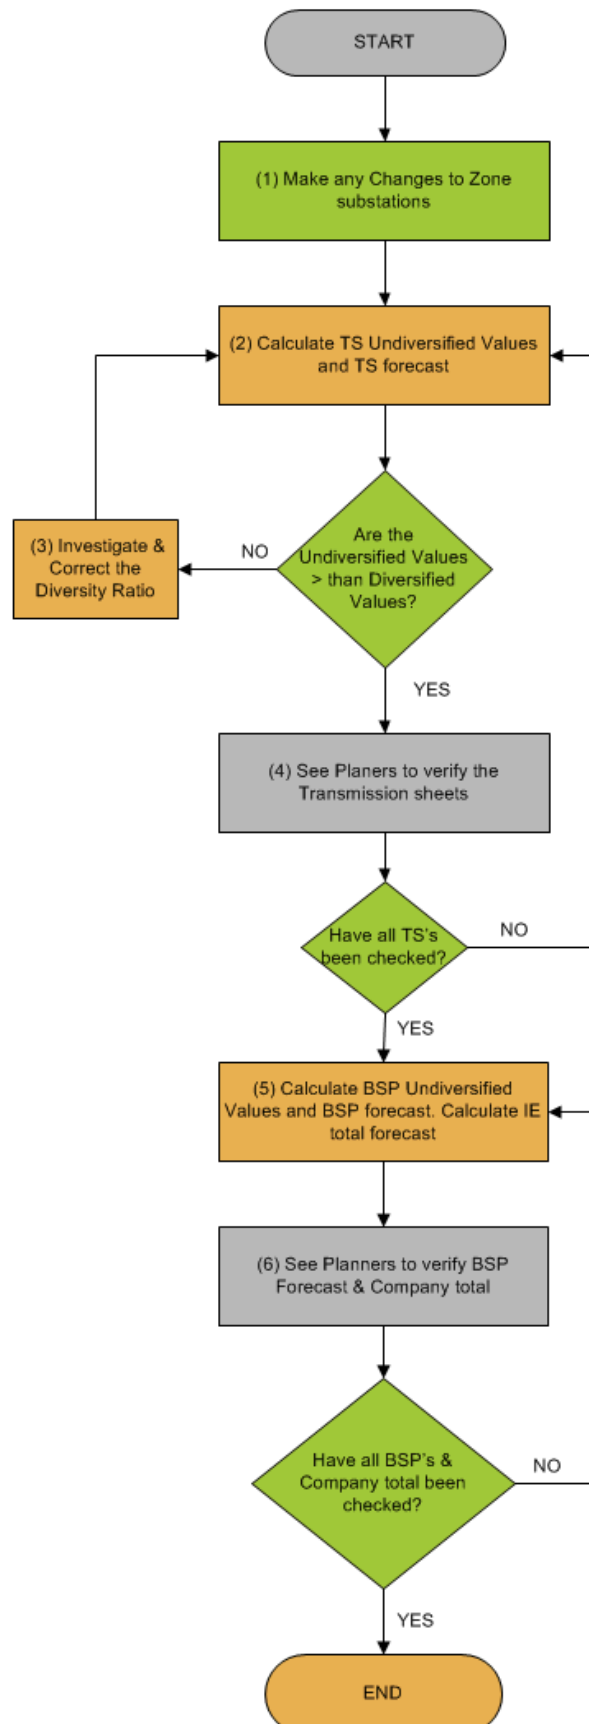 START
(1) Make any Changes to Zone
substations
(2) Calculate TS Undiversified Values
and TS forecast
Are the
Undiversified Values
> than Diversified
Values?
NO
(3) Investigate &
Correct the
Diversity Ratio
YES
(4) See Planers to verify the
Transmission sheets
Have all TS's
been checked?
NO
YES
(5) Calculate BSP Undiversified
Values and BSP forecast. Calculate IE
total forecast
(6) See Planners to verify BSP
Forecast & Company total
Have all BSP's &
Company total been
checked?
NO
YES
END